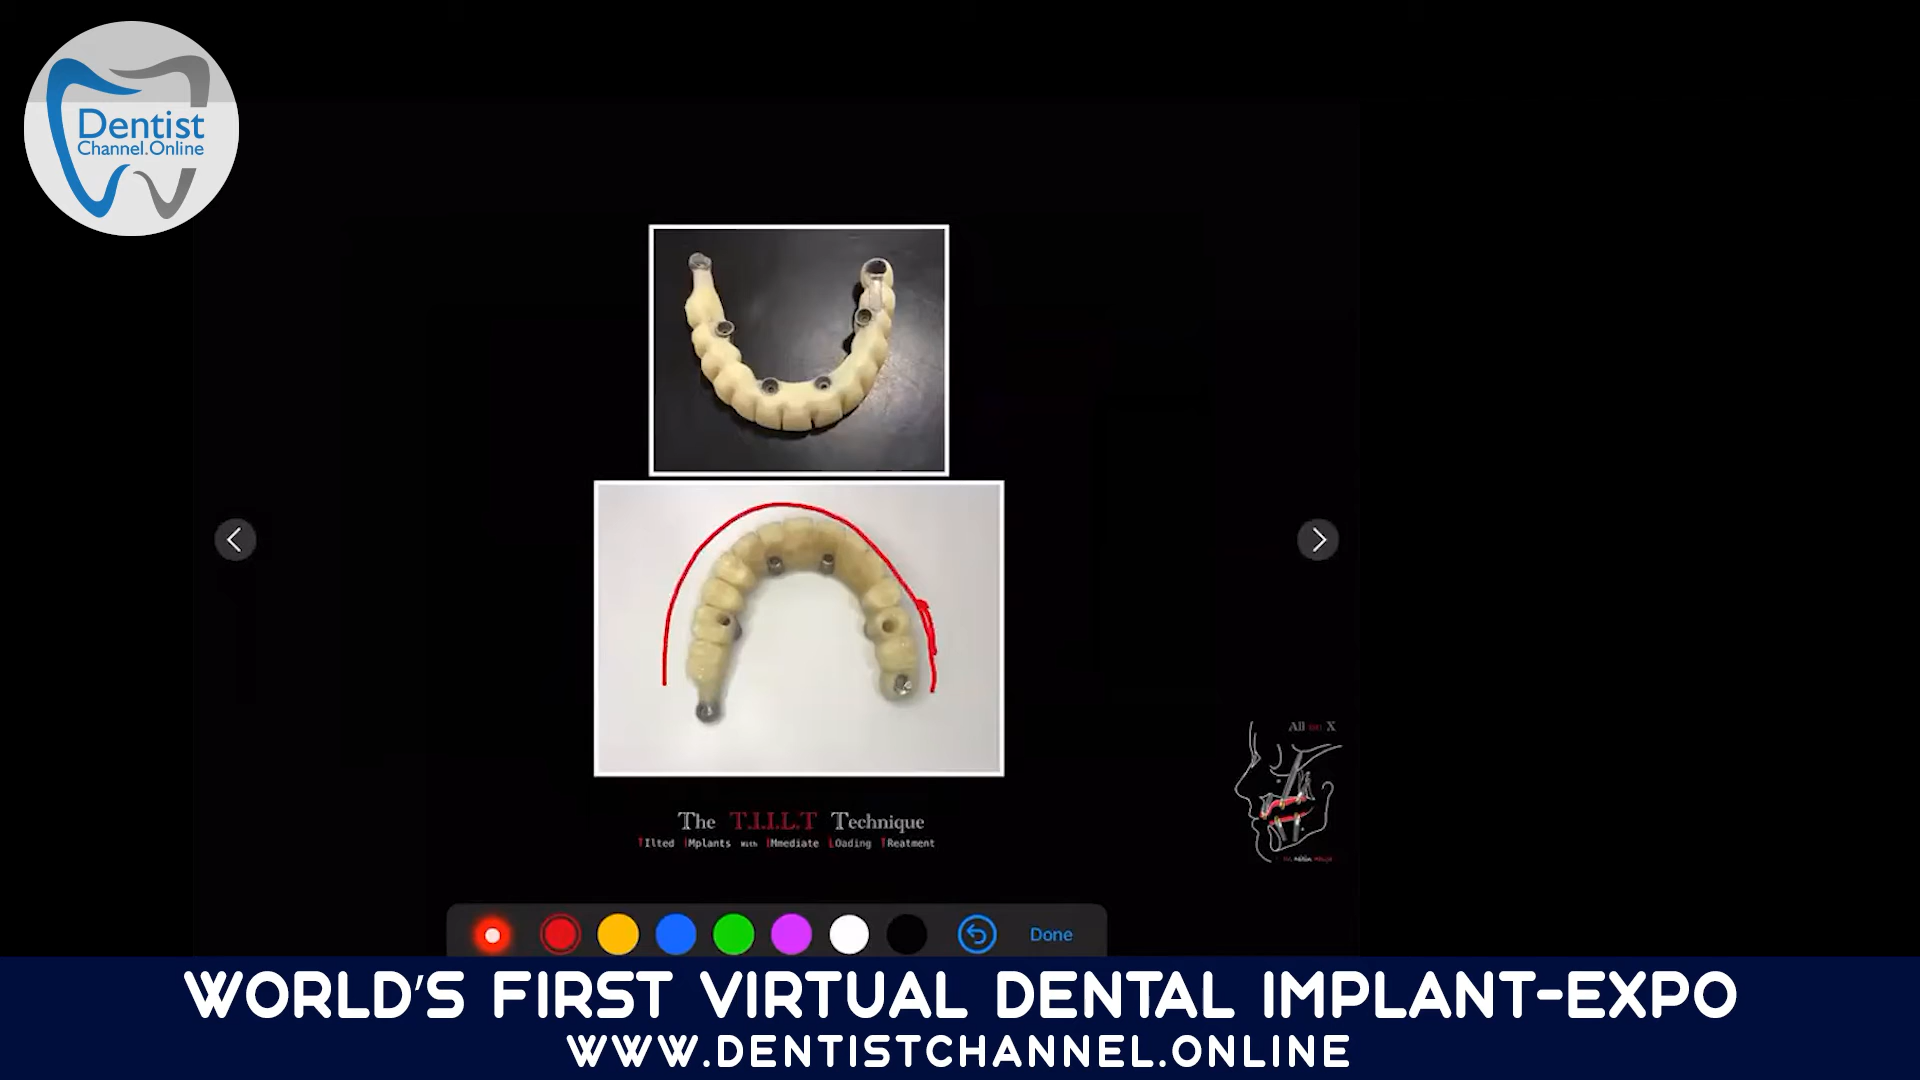 Dentist
Channel.Online
All on X
The T.I.I.L.T Technique
TIlted IMplants With IMmediate LOading TReatment
Done
WORLD'S FIRST VIRTUAL DENTAL IMPLANT-EXPO
WWW.DENTISTCHANNEL.ONLINE